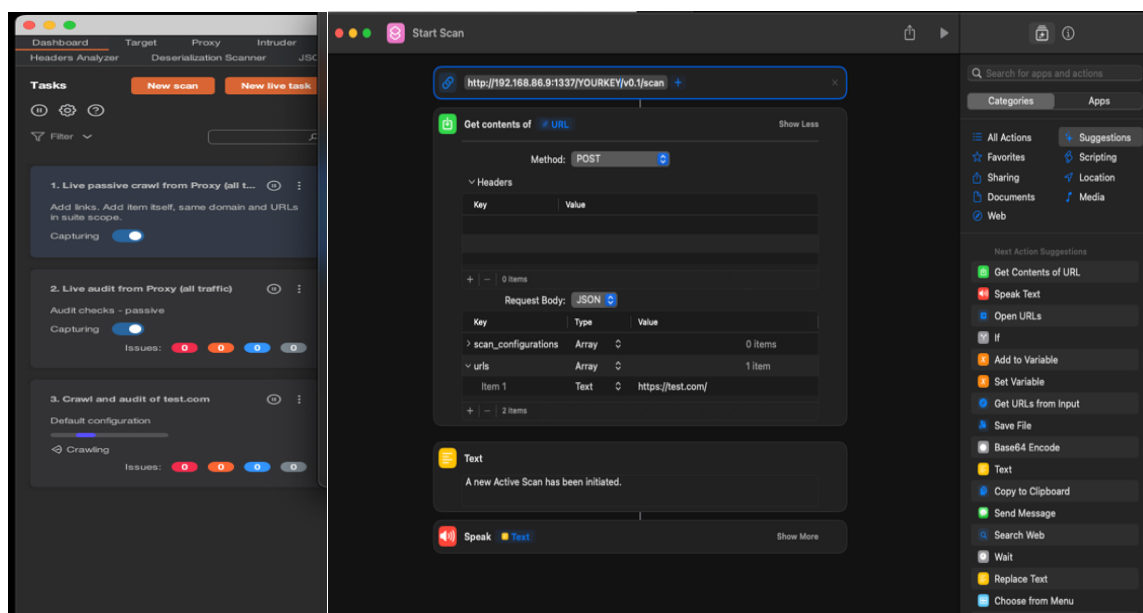 Dashboard Target Proxy Intruder
Headers Analyzer Deserialization Scanner JSO
Tasks New scan New live task
Filter
1. Live passive crawl from Proxy (all t...
Add links. Add item itself, same domain and URLs
in suite scope.
Capturing
2. Live audit from Proxy (all traffic)
Audit checks - passive
Capturing
Issues: 0 0 0 0
3. Crawl and audit of test.com
Default configuration
Crawling
Issues: 0 0 0 0
Start Scan
http://192.168.86.9:1337/YOURKEY/v0.1/scan
Get contents of URL Show Less
Method: POST
Headers
Key Value
+ − 0 items
Request Body: JSON
Key Type Value
scan_configurations Array 0 items
urls Array 1 item
Item 1 Text https://test.com/
+ − 2 items
Text
A new Active Scan has been initiated.
Speak Text Show More
Search for apps and actions
Categories Apps
All Actions Suggestions
Favorites Scripting
Sharing Location
Documents Media
Web
Next Action Suggestions
Get Contents of URL
Speak Text
Open URLs
If
Add to Variable
Set Variable
Get URLs from Input
Save File
Base64 Encode
Text
Copy to Clipboard
Send Message
Search Web
Wait
Replace Text
Choose from Menu